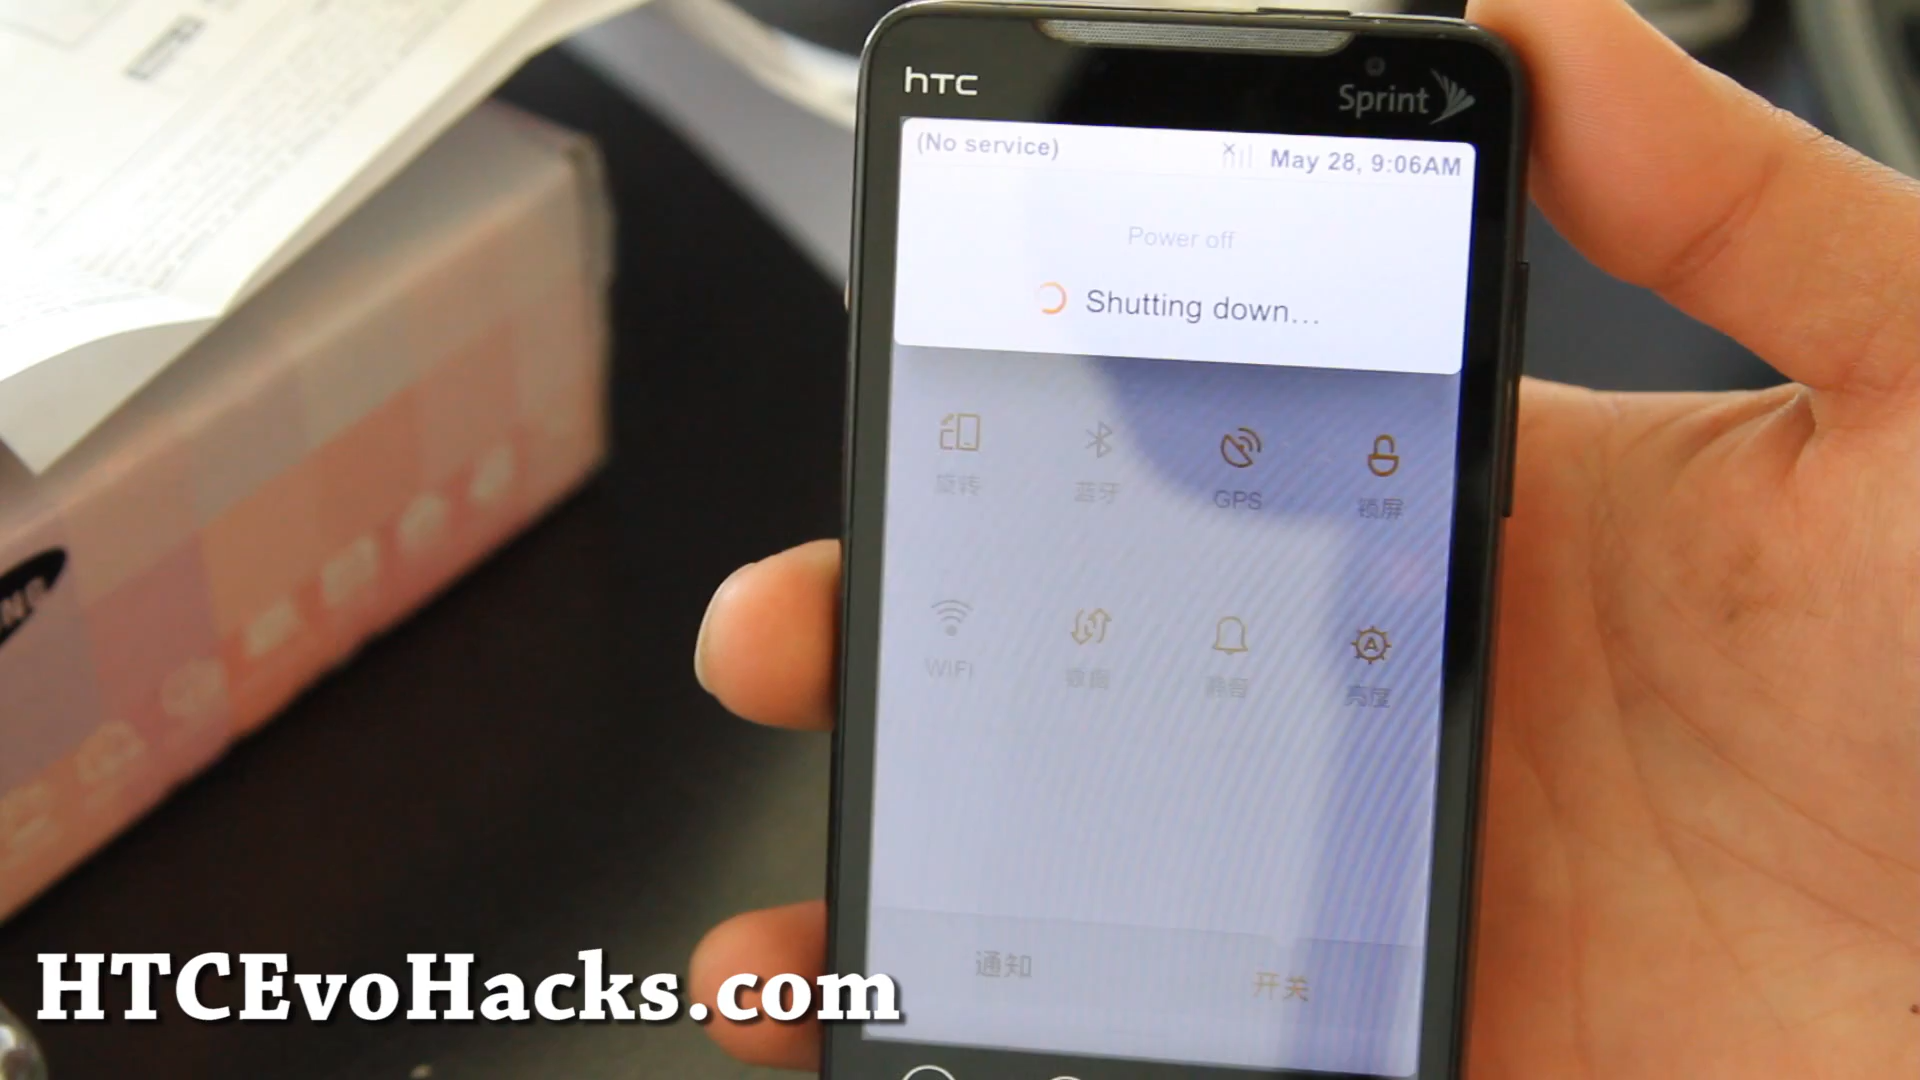 hTC
Sprint
(No service)
May 28, 9:06AM
Power off
Shutting down...
旋转
蓝牙
GPS
锁屏
WIFI
亮度
通知
开关
HTCEvoHacks.com